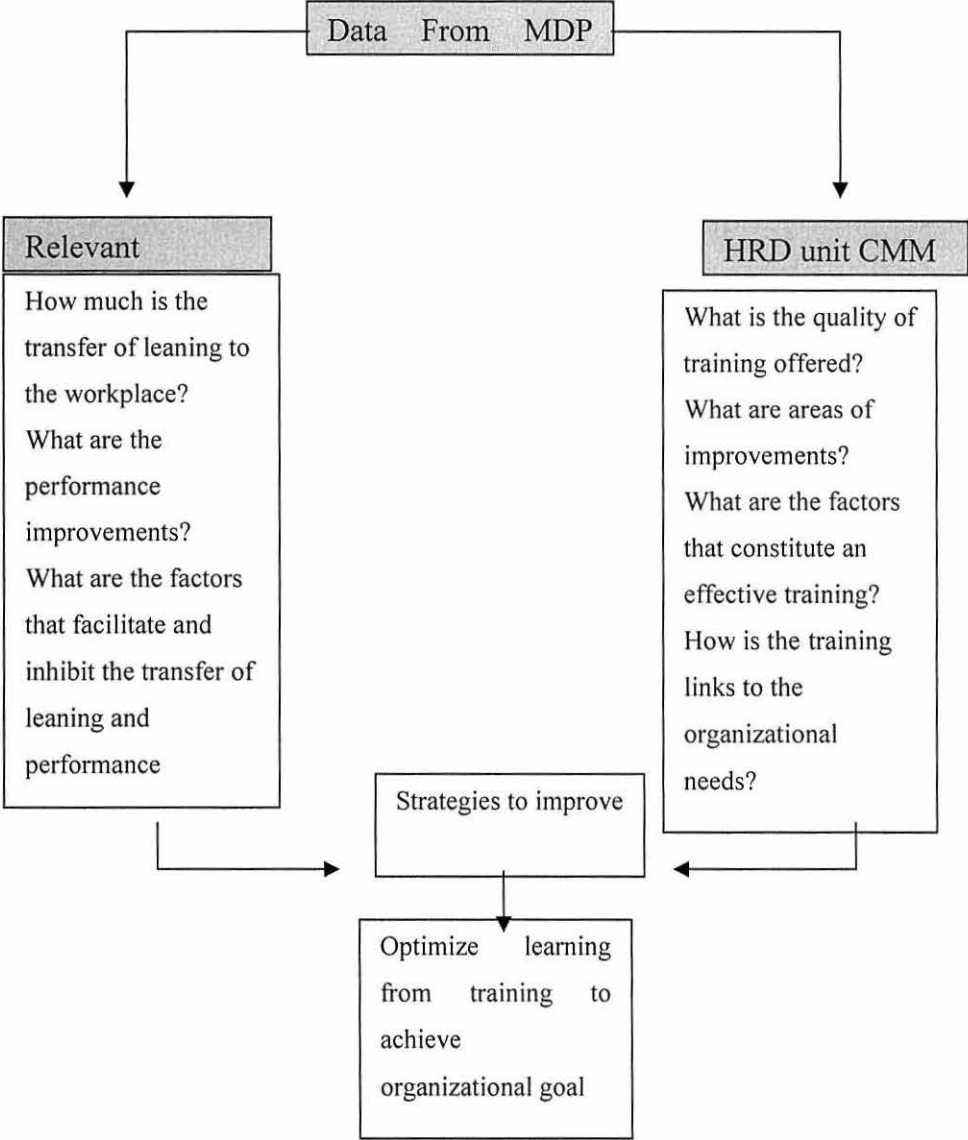 Data From MDP
Relevant
How much is the
transfer of leaning to
the workplace?
What are the
performance
improvements?
What are the factors
that facilitate and
inhibit the transfer of
leaning and
performance
HRD unit CMM
What is the quality of
training offered?
What are areas of
improvements?
What are the factors
that constitute an
effective training?
How is the training
links to the
organizational
needs?
Strategies to improve
Optimize learning
from training to
achieve
organizational goal